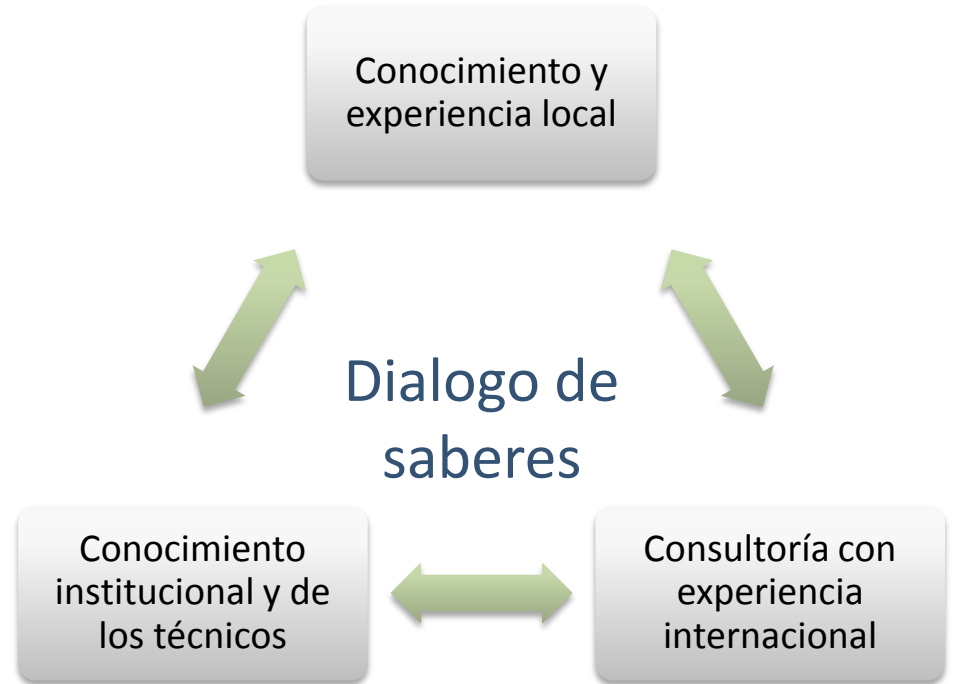 Conocimiento y
experiencia local
Dialogo de
saberes
Conocimiento
institucional y de
los técnicos
Consultoría con
experiencia
internacional